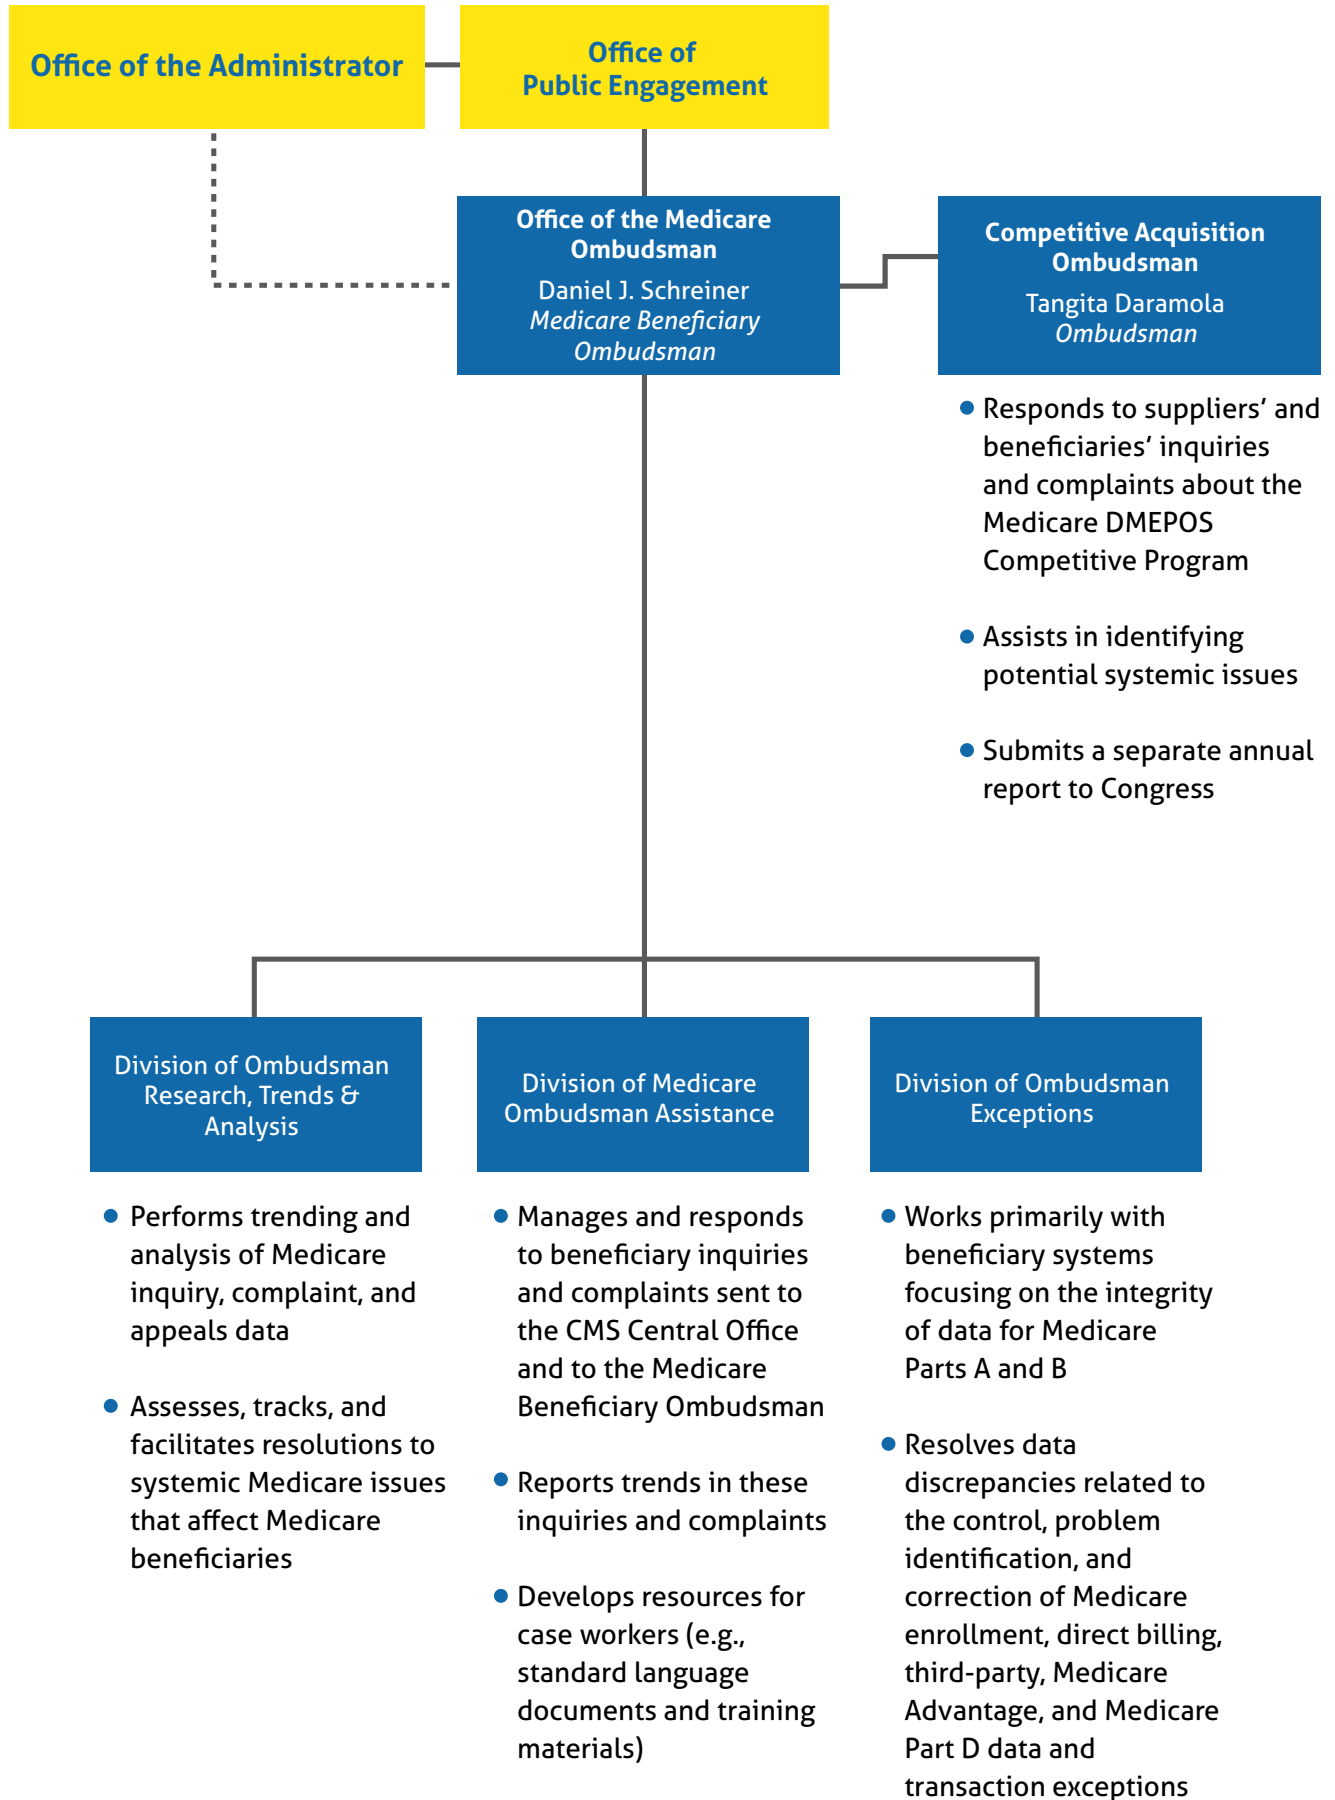 Office of the Administrator
Office of
Public Engagement
Office of the Medicare
Ombudsman
Daniel J. Schreiner
Medicare Beneficiary
Ombudsman
Competitive Acquisition
Ombudsman
Tangita Daramola
Ombudsman
• Responds to suppliers’ and
beneficiaries’ inquiries
and complaints about the
Medicare DMEPOS
Competitive Program
• Assists in identifying
potential systemic issues
• Submits a separate annual
report to Congress
Division of Ombudsman
Research, Trends &
Analysis
• Performs trending and
analysis of Medicare
inquiry, complaint, and
appeals data
• Assesses, tracks, and
facilitates resolutions to
systemic Medicare issues
that affect Medicare
beneficiaries
Division of Medicare
Ombudsman Assistance
• Manages and responds
to beneficiary inquiries
and complaints sent to
the CMS Central Office
and to the Medicare
Beneficiary Ombudsman
• Reports trends in these
inquiries and complaints
• Develops resources for
case workers (e.g.,
standard language
documents and training
materials)
Division of Ombudsman
Exceptions
• Works primarily with
beneficiary systems
focusing on the integrity
of data for Medicare
Parts A and B
• Resolves data
discrepancies related to
the control, problem
identification, and
correction of Medicare
enrollment, direct billing,
third-party, Medicare
Advantage, and Medicare
Part D data and
transaction exceptions